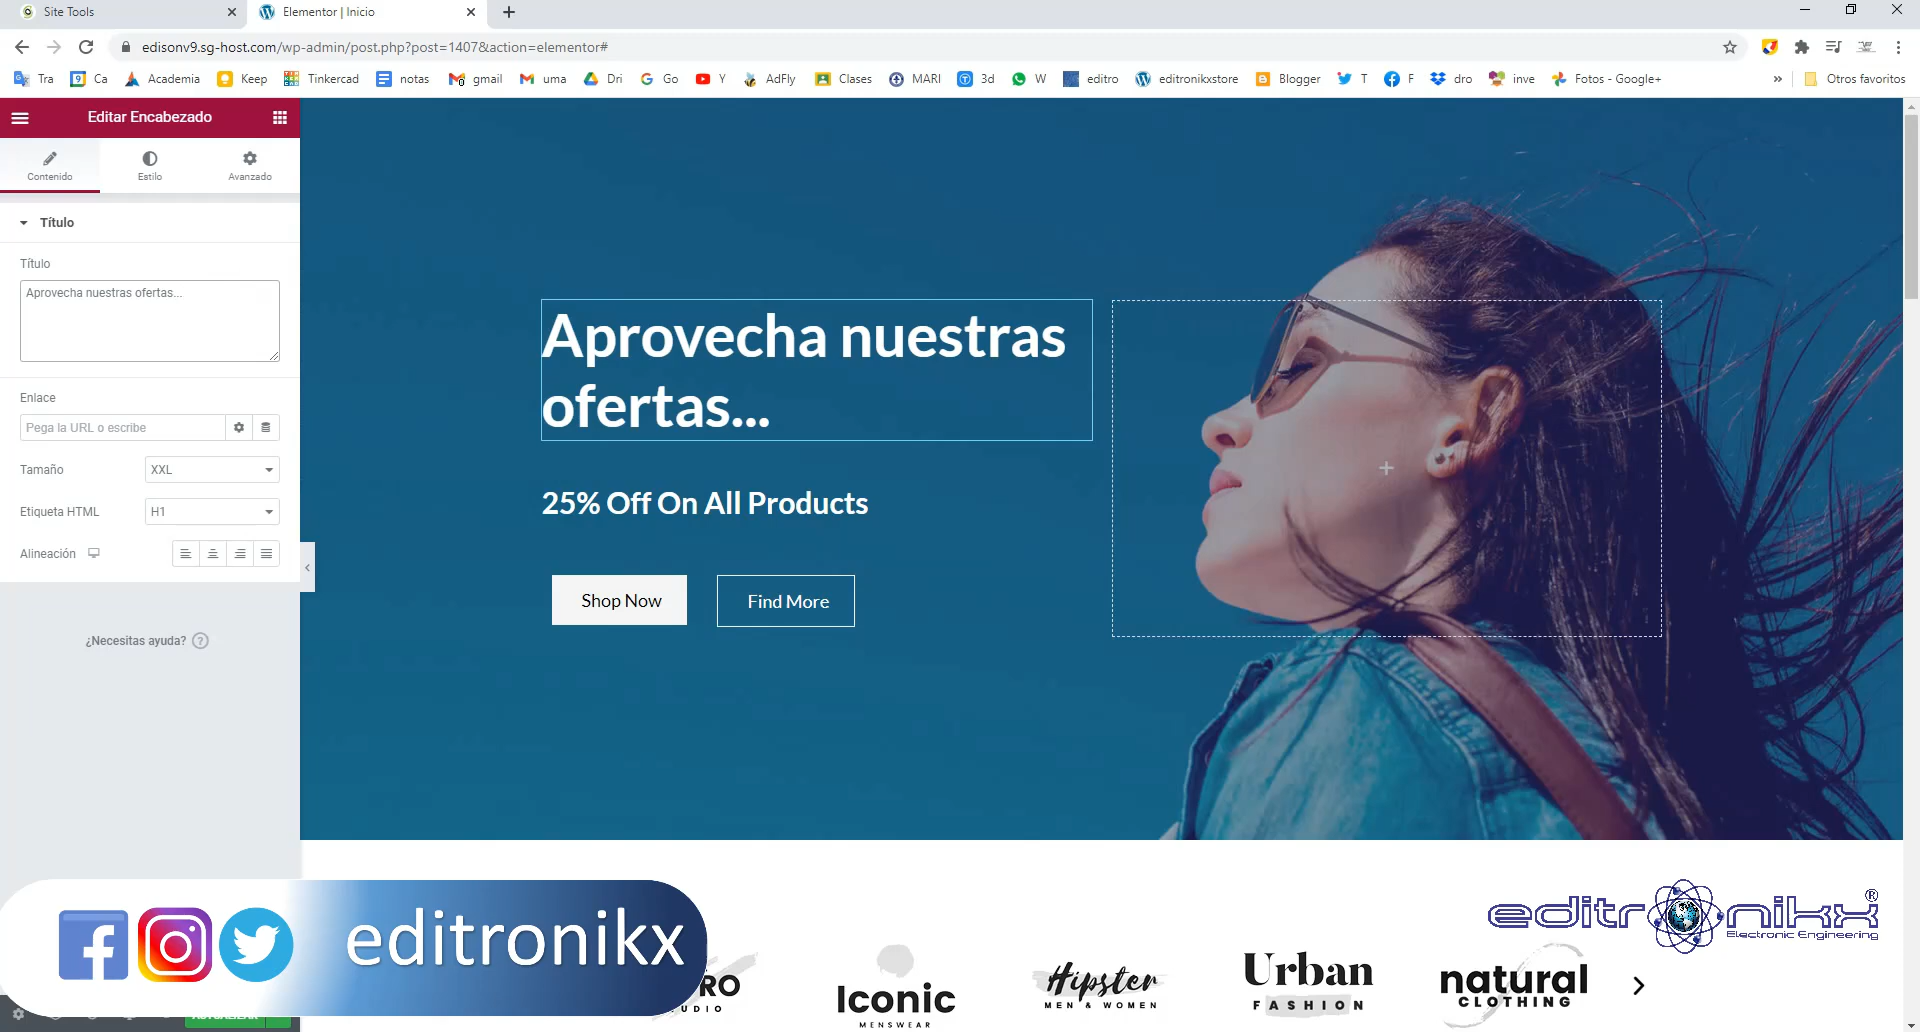 Site Tools
Elementor | Inicio
edisonv9.sg-host.com/wp-admin/post.php?post=1407&action=elementor#
Tra
Ca
Academia
Keep
Tinkercad
notas
gmail
uma
Dri
Go
Y
AdFly
Clases
MARI
3d
W
editro
editronikxstore
Blogger
T
F
dro
inve
Fotos - Google+
»
Otros favoritos
Editar Encabezado
Contenido
Estilo
Avanzado
Título
Título
Aprovecha nuestras ofertas...
Enlace
Pega la URL o escribe
Tamaño
XXL
Etiqueta HTML
H1
Alineación
¿Necesitas ayuda?
Aprovecha nuestras
ofertas...
25% Off On All Products
Shop Now
Find More
editronikx
editronikx®
Electronic Engineering
Iconic
MENSWEAR
Hipster
MEN & WOMEN
Urban
FASHION
natural
CLOTHING